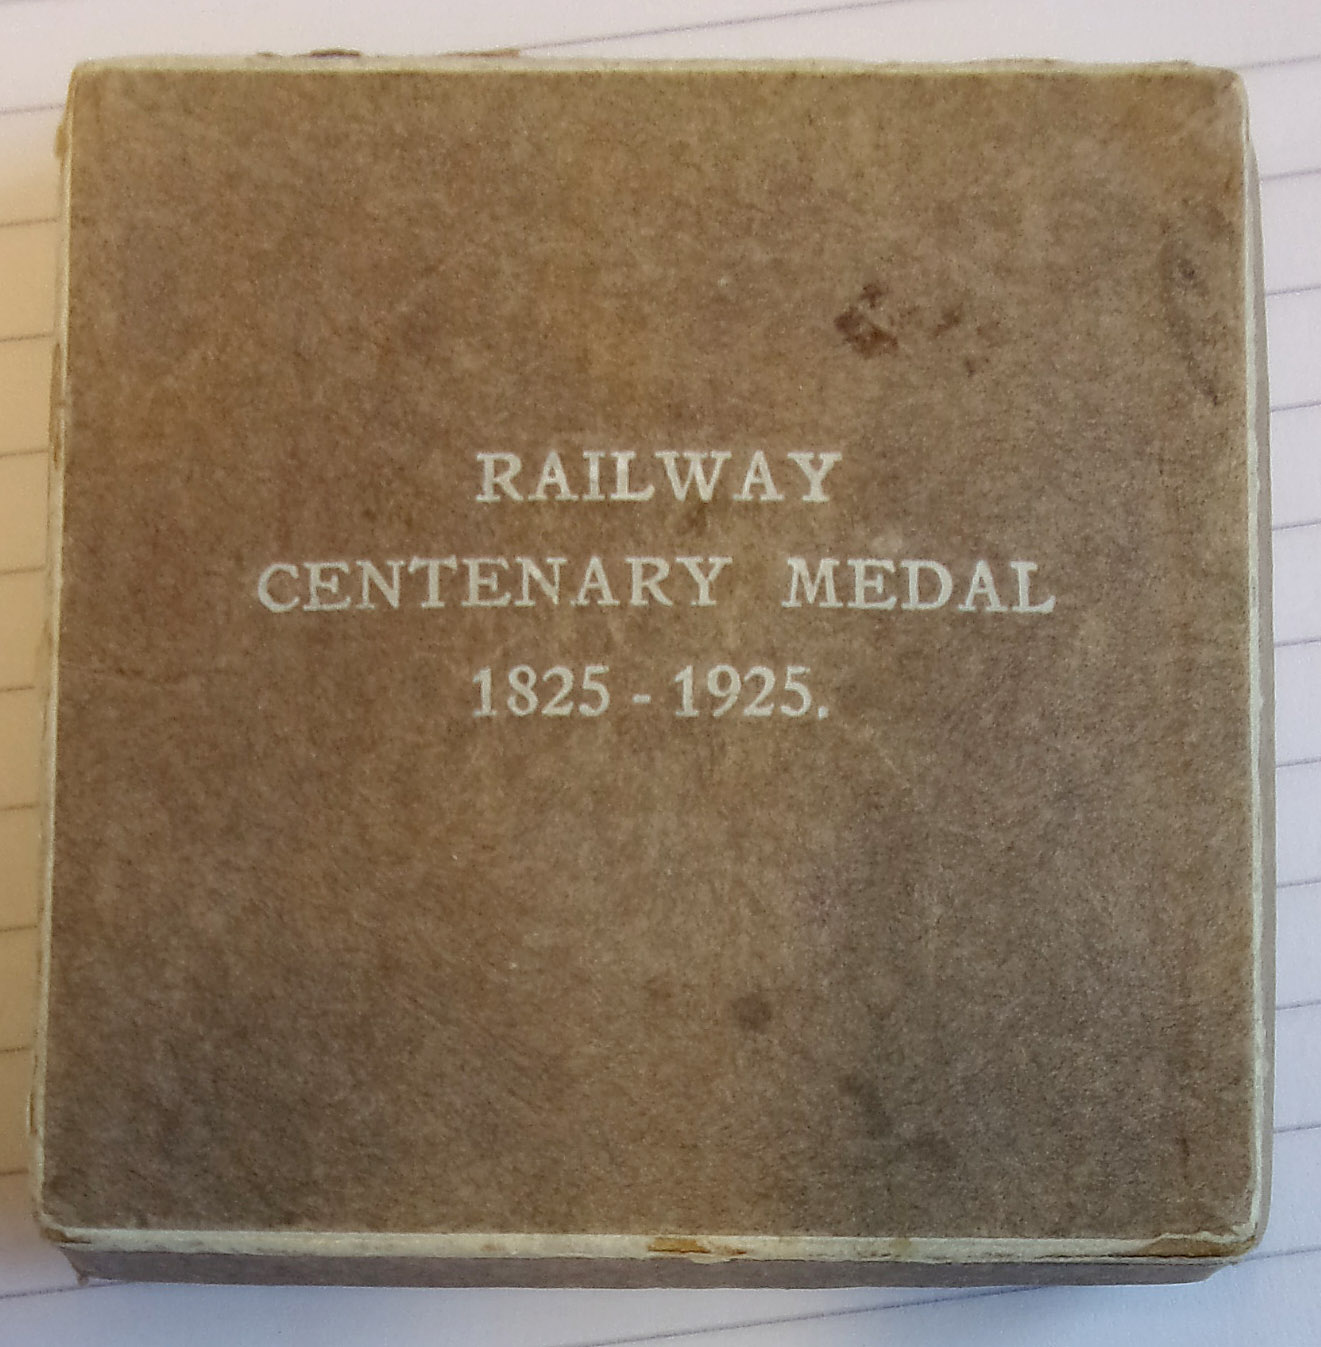 RAILWAY
CENTENARY MEDAL
1825 - 1925.